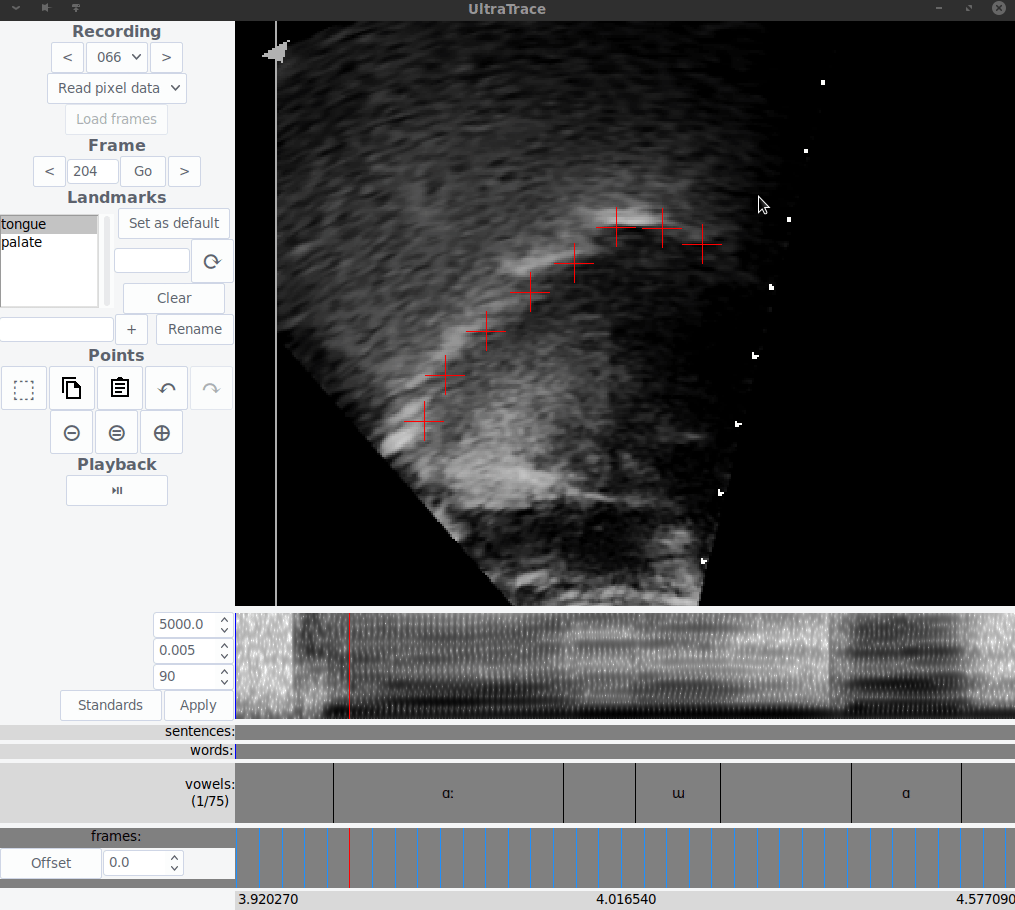 UltraTrace
Recording
< 066 >
Read pixel data
Load frames
Frame
< 204 Go >
Landmarks
tongue
palate
Set as default
Clear
+ Rename
Points
Playback
5000.0
0.005
90
Standards Apply
sentences:
words:
vowels:
(1/75)
ɑː ɯ ɑ
frames:
Offset 0.0
3.920270 4.016540 4.577090